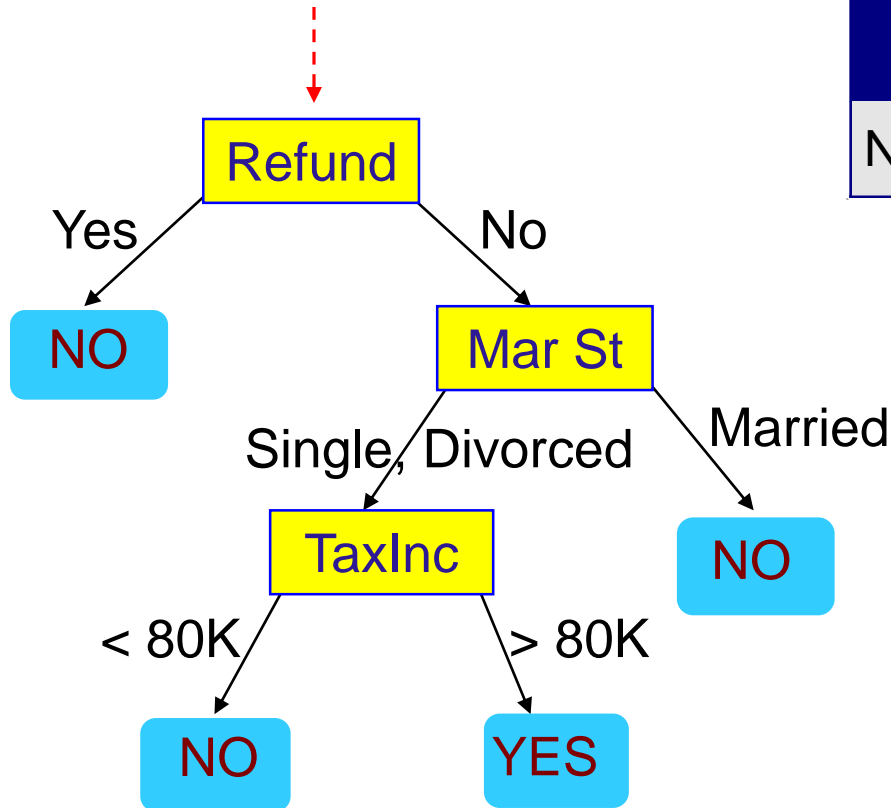 Refund
Yes
No
NO
Mar St
Single, Divorced
Married
TaxInc
NO
< 80K
> 80K
NO
YES